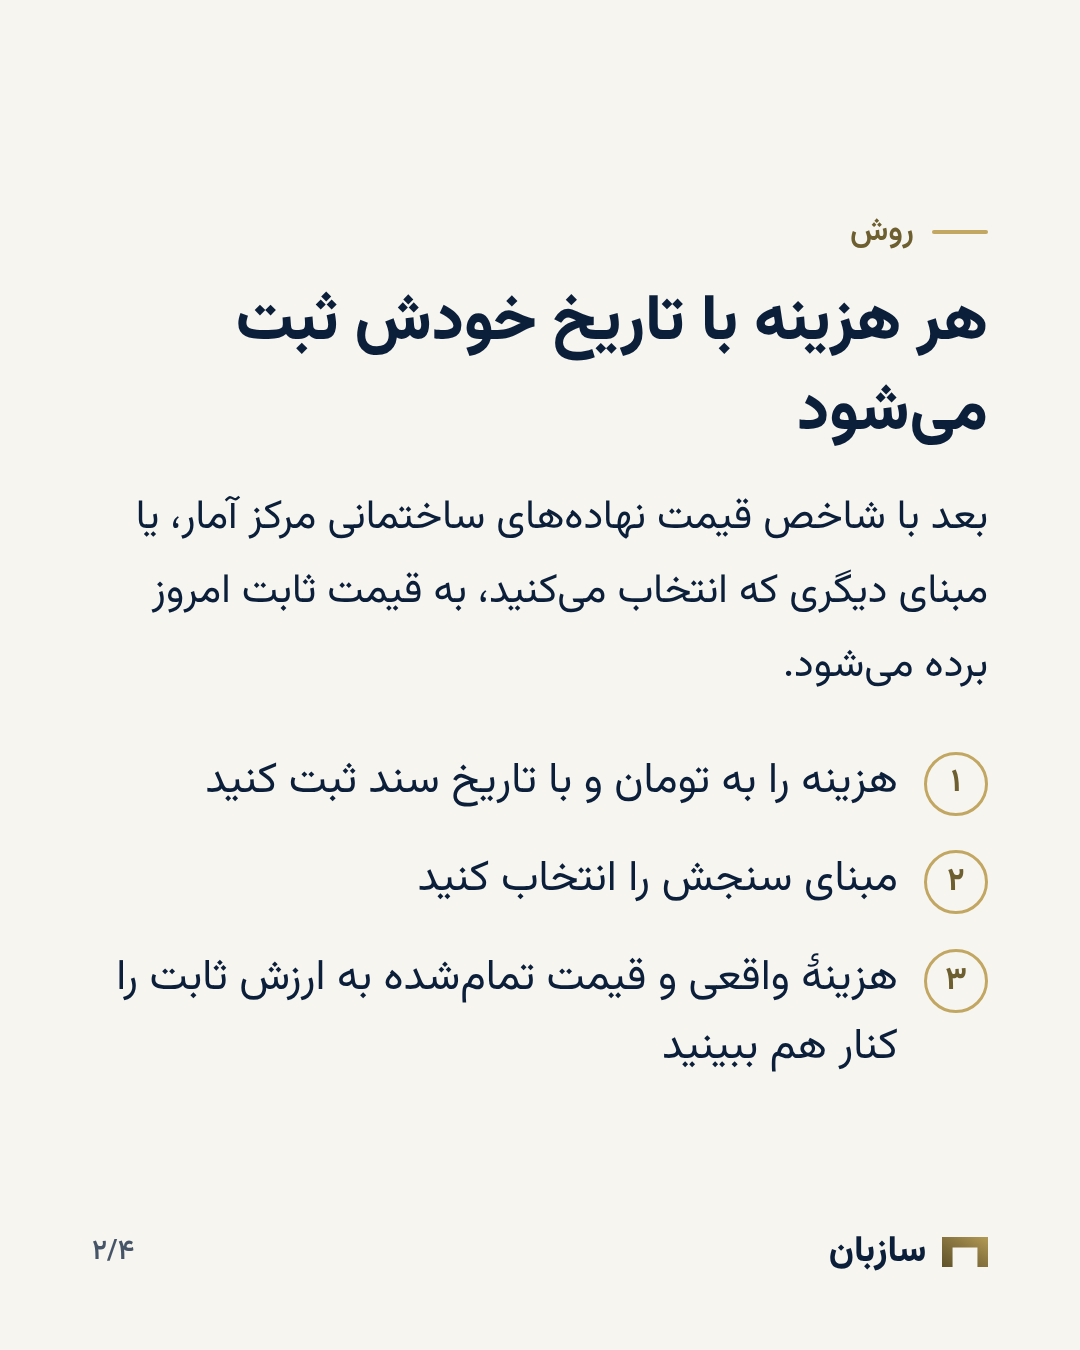 روش
هر هزینه با تاریخ خودش ثبت
می‌شود
بعد با شاخص قیمت نهاده‌های ساختمانی مرکز آمار، یا
مبنای دیگری که انتخاب می‌کنید، به قیمت ثابت امروز
برده می‌شود.
۱ هزینه را به تومان و با تاریخ سند ثبت کنید
۲ مبنای سنجش را انتخاب کنید
۳ هزینهٔ واقعی و قیمت تمام‌شده به ارزش ثابت را
کنار هم ببینید
سازبان
۲/۴